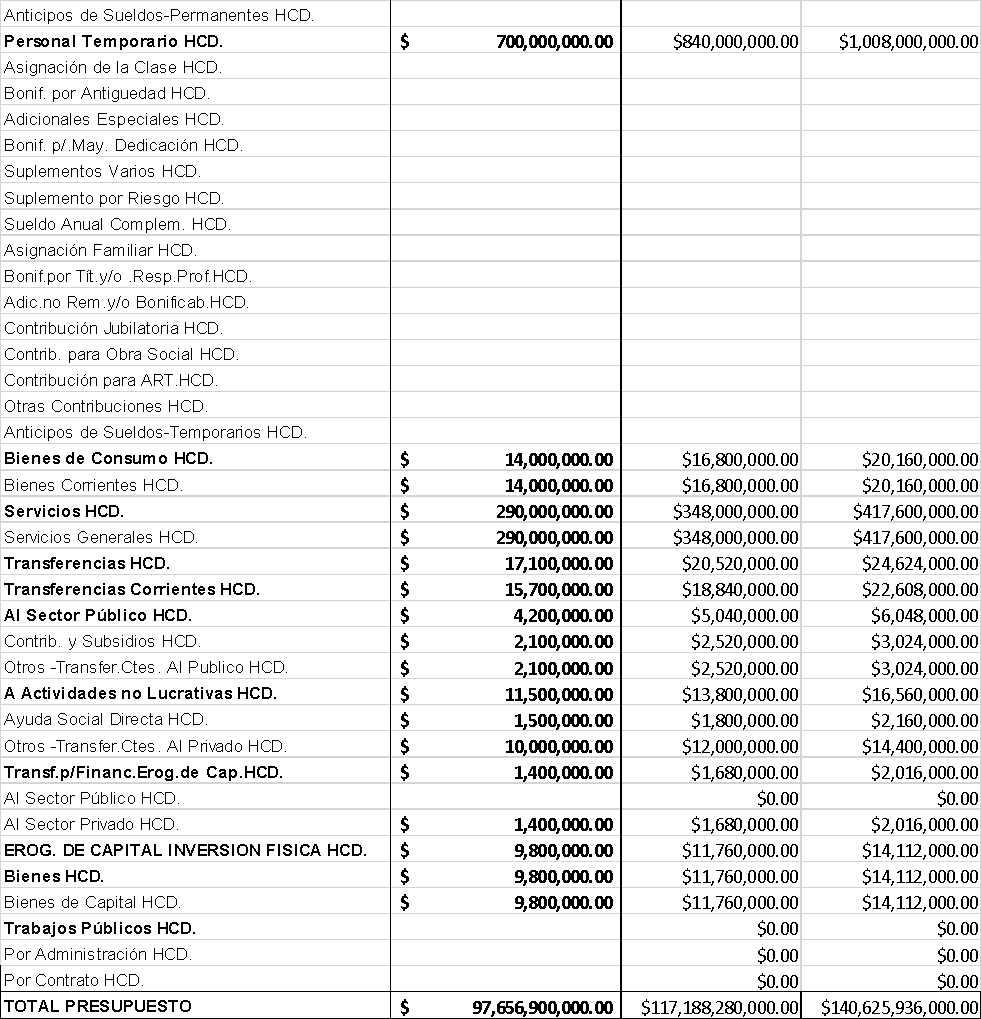 Anticipos de Sueldos-Permanentes HCD.
Personal Temporario HCD. $ 700,000,000.00 $840,000,000.00 $1,008,000,000.00
Asignación de la Clase HCD.
Bonif. por Antiguedad HCD.
Adicionales Especiales HCD.
Bonif. p/.May. Dedicación HCD.
Suplementos Varios HCD.
Suplemento por Riesgo HCD.
Sueldo Anual Complem. HCD.
Asignación Familiar HCD.
Bonif.por Tít.y/o .Resp.Prof.HCD.
Adic.no Rem.y/o Bonificab.HCD.
Contribución Jubilatoria HCD.
Contrib. para Obra Social HCD.
Contribución para ART.HCD.
Otras Contribuciones HCD.
Anticipos de Sueldos-Temporarios HCD.
Bienes de Consumo HCD. $ 14,000,000.00 $16,800,000.00 $20,160,000.00
Bienes Corrientes HCD. $ 14,000,000.00 $16,800,000.00 $20,160,000.00
Servicios HCD. $ 290,000,000.00 $348,000,000.00 $417,600,000.00
Servicios Generales HCD. $ 290,000,000.00 $348,000,000.00 $417,600,000.00
Transferencias HCD. $ 17,100,000.00 $20,520,000.00 $24,624,000.00
Transferencias Corrientes HCD. $ 15,700,000.00 $18,840,000.00 $22,608,000.00
Al Sector Público HCD. $ 4,200,000.00 $5,040,000.00 $6,048,000.00
Contrib. y Subsidios HCD. $ 2,100,000.00 $2,520,000.00 $3,024,000.00
Otros -Transfer.Ctes. Al Publico HCD. $ 2,100,000.00 $2,520,000.00 $3,024,000.00
A Actividades no Lucrativas HCD. $ 11,500,000.00 $13,800,000.00 $16,560,000.00
Ayuda Social Directa HCD. $ 1,500,000.00 $1,800,000.00 $2,160,000.00
Otros -Transfer.Ctes. Al Privado HCD. $ 10,000,000.00 $12,000,000.00 $14,400,000.00
Transf.p/Financ.Erog.de Cap.HCD. $ 1,400,000.00 $1,680,000.00 $2,016,000.00
Al Sector Público HCD. $0.00 $0.00
Al Sector Privado HCD. $ 1,400,000.00 $1,680,000.00 $2,016,000.00
EROG. DE CAPITAL INVERSION FISICA HCD. $ 9,800,000.00 $11,760,000.00 $14,112,000.00
Bienes HCD. $ 9,800,000.00 $11,760,000.00 $14,112,000.00
Bienes de Capital HCD. $ 9,800,000.00 $11,760,000.00 $14,112,000.00
Trabajos Públicos HCD. $0.00 $0.00
Por Administración HCD. $0.00 $0.00
Por Contrato HCD. $0.00 $0.00
TOTAL PRESUPUESTO $ 97,656,900,000.00 $117,188,280,000.00 $140,625,936,000.00